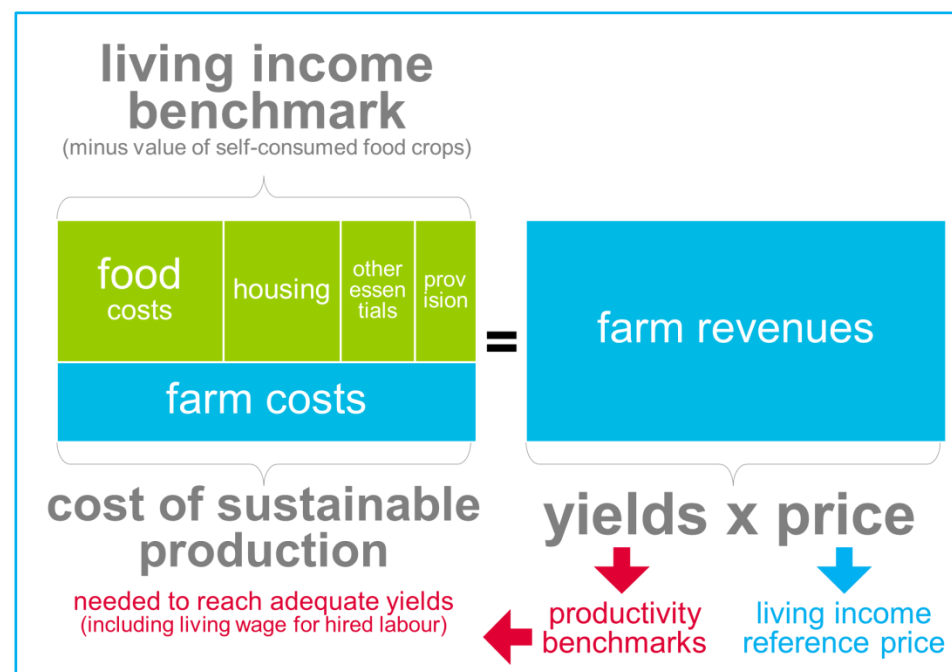 living income
benchmark
(minus value of self-consumed food crops)
food
costs
housing
other
essen
tials
prov
ision
farm costs
=
farm revenues
cost of sustainable
production
needed to reach adequate yields
(including living wage for hired labour)
yields x price
productivity
benchmarks
living income
reference price